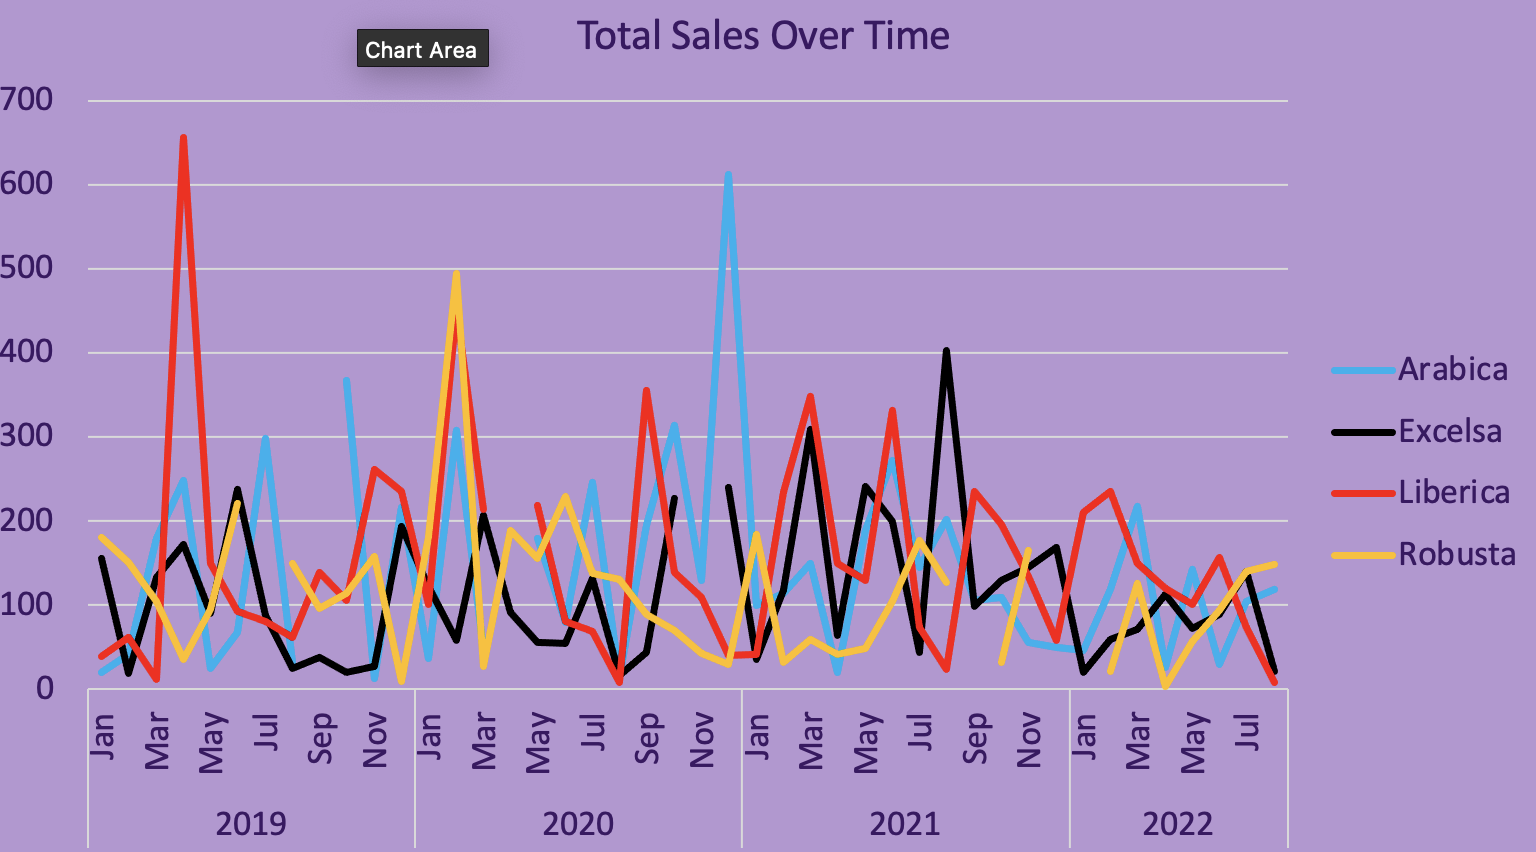 Total Sales Over Time
Chart Area
700
600
500
400
300
200
100
0
Jan Mar May Jul Sep Nov Jan Mar May Jul Sep Nov Jan Mar May Jul Sep Nov Jan Mar May Jul
2019 2020 2021 2022
Arabica
Excelsa
Liberica
Robusta